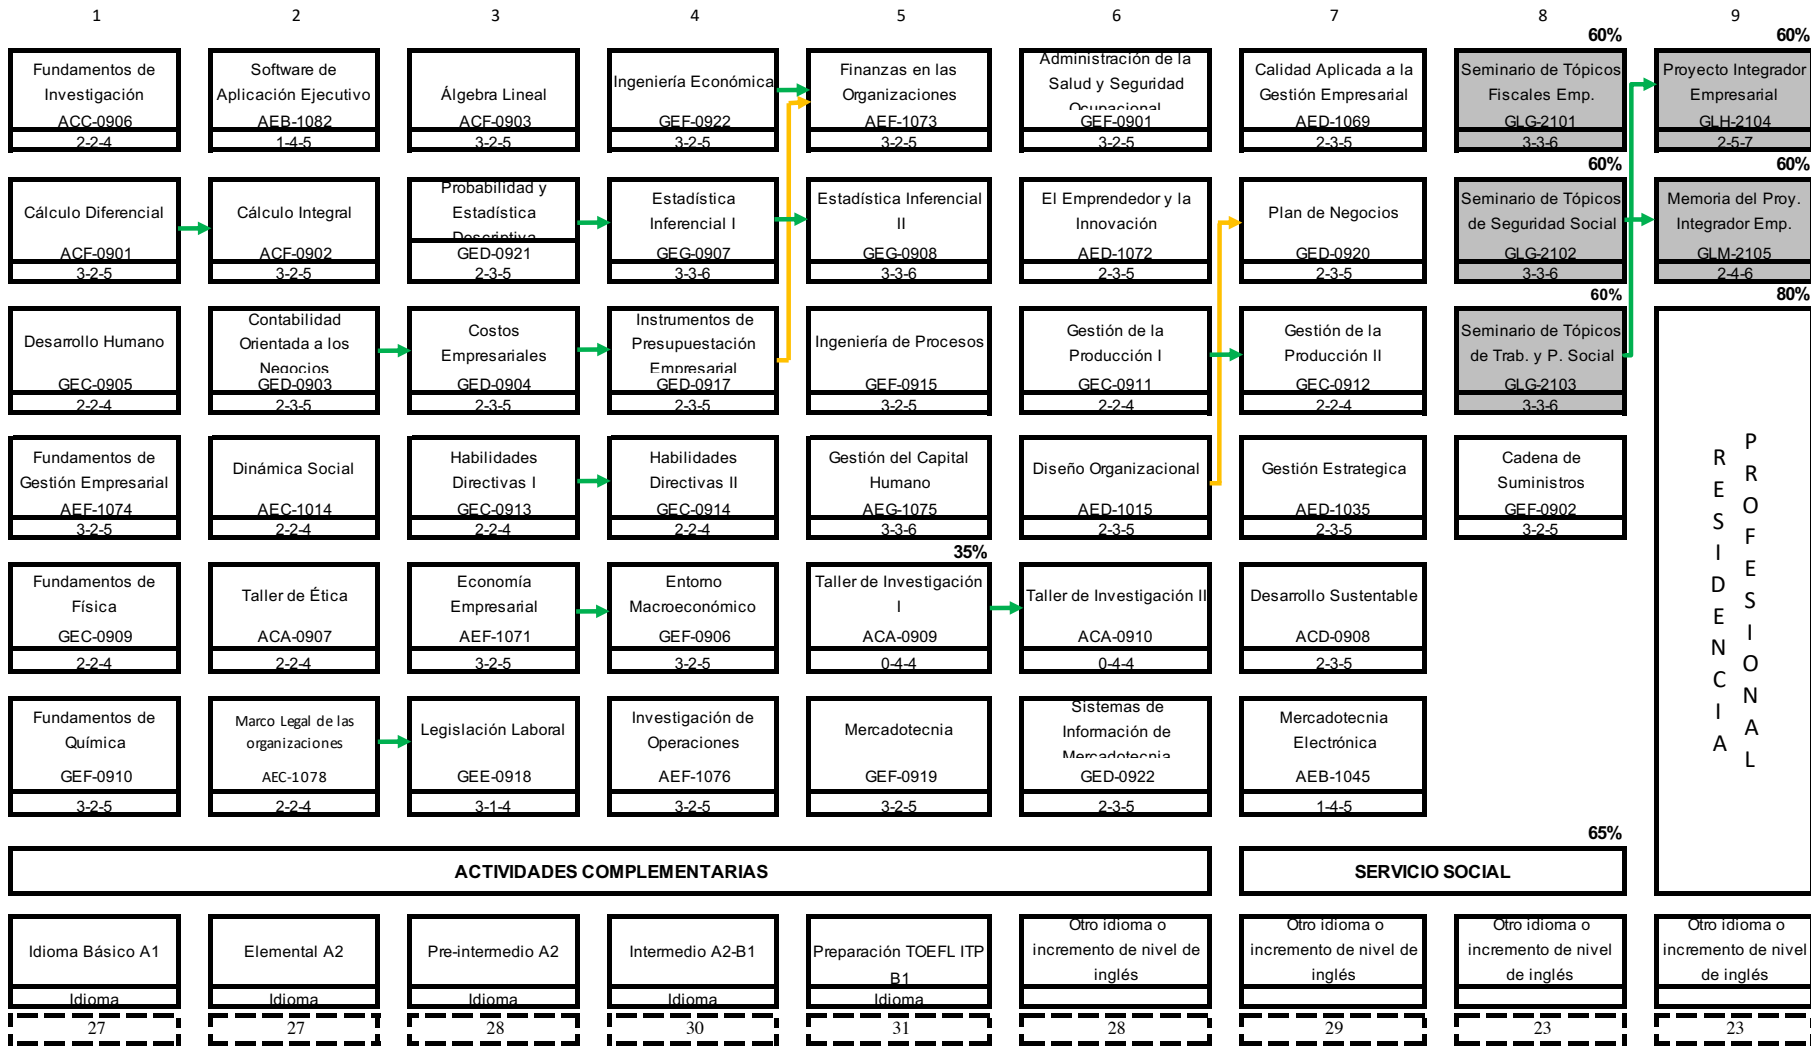 1 2 3 4 5 6 7 8 9
60% 60%
Fundamentos de
Investigación
ACC-0906
2-2-4
Software de
Aplicación Ejecutivo
AEB-1082
1-4-5
Álgebra Lineal
ACF-0903
3-2-5
Ingeniería Económica
GEF-0922
3-2-5
Finanzas en las
Organizaciones
AEF-1073
3-2-5
Administración de la
Salud y Seguridad
Ocupacional
GEF-0901
3-2-5
Calidad Aplicada a la
Gestión Empresarial
AED-1069
2-3-5
Seminario de Tópicos
Fiscales Emp.
GLG-2101
3-3-6
Proyecto Integrador
Empresarial
GLH-2104
2-5-7
60% 60%
Cálculo Diferencial
ACF-0901
3-2-5
Cálculo Integral
ACF-0902
3-2-5
Probabilidad y
Estadística
Descriptiva
GED-0921
2-3-5
Estadística
Inferencial I
GEG-0907
3-3-6
Estadística Inferencial
II
GEG-0908
3-3-6
El Emprendedor y la
Innovación
AED-1072
2-3-5
Plan de Negocios
GED-0920
2-3-5
Seminario de Tópicos
de Seguridad Social
GLG-2102
3-3-6
Memoria del Proy.
Integrador Emp.
GLM-2105
2-4-6
60% 80%
Desarrollo Humano
GEC-0905
2-2-4
Contabilidad
Orientada a los
Negocios
GED-0903
2-3-5
Costos
Empresariales
GED-0904
2-3-5
Instrumentos de
Presupuestación
Empresarial
GED-0917
2-3-5
Ingeniería de Procesos
GEF-0915
3-2-5
Gestión de la
Producción I
GEC-0911
2-2-4
Gestión de la
Producción II
GEC-0912
2-2-4
Seminario de Tópicos
de Trab. y P. Social
GLG-2103
3-3-6
RESIDENCIA
PROFESIONAL
Fundamentos de
Gestión Empresarial
AEF-1074
3-2-5
Dinámica Social
AEC-1014
2-2-4
Habilidades
Directivas I
GEC-0913
2-2-4
Habilidades
Directivas II
GEC-0914
2-2-4
Gestión del Capital
Humano
AEG-1075
3-3-6
Diseño Organizacional
AED-1015
2-3-5
Gestión Estrategica
AED-1035
2-3-5
Cadena de
Suministros
GEF-0902
3-2-5
35%
Fundamentos de
Física
GEC-0909
2-2-4
Taller de Ética
ACA-0907
2-2-4
Economía
Empresarial
AEF-1071
3-2-5
Entorno
Macroeconómico
GEF-0906
3-2-5
Taller de Investigación
I
ACA-0909
0-4-4
Taller de Investigación II
ACA-0910
0-4-4
Desarrollo Sustentable
ACD-0908
2-3-5
Fundamentos de
Química
GEF-0910
3-2-5
Marco Legal de las
organizaciones
AEC-1078
2-2-4
Legislación Laboral
GEE-0918
3-1-4
Investigación de
Operaciones
AEF-1076
3-2-5
Mercadotecnia
GEF-0919
3-2-5
Sistemas de
Información de
Mercadotecnia
GED-0922
2-3-5
Mercadotecnia
Electrónica
AEB-1045
1-4-5
65%
ACTIVIDADES COMPLEMENTARIAS
SERVICIO SOCIAL
Idioma Básico A1
Idioma
Elemental A2
Idioma
Pre-intermedio A2
Idioma
Intermedio A2-B1
Idioma
Preparación TOEFL ITP
B1
Idioma
Otro idioma o
incremento de nivel de
inglés
Otro idioma o
incremento de nivel de
inglés
Otro idioma o
incremento de nivel
de inglés
Otro idioma o
incremento de nivel
de inglés
27 27 28 30 31 28 29 23 23